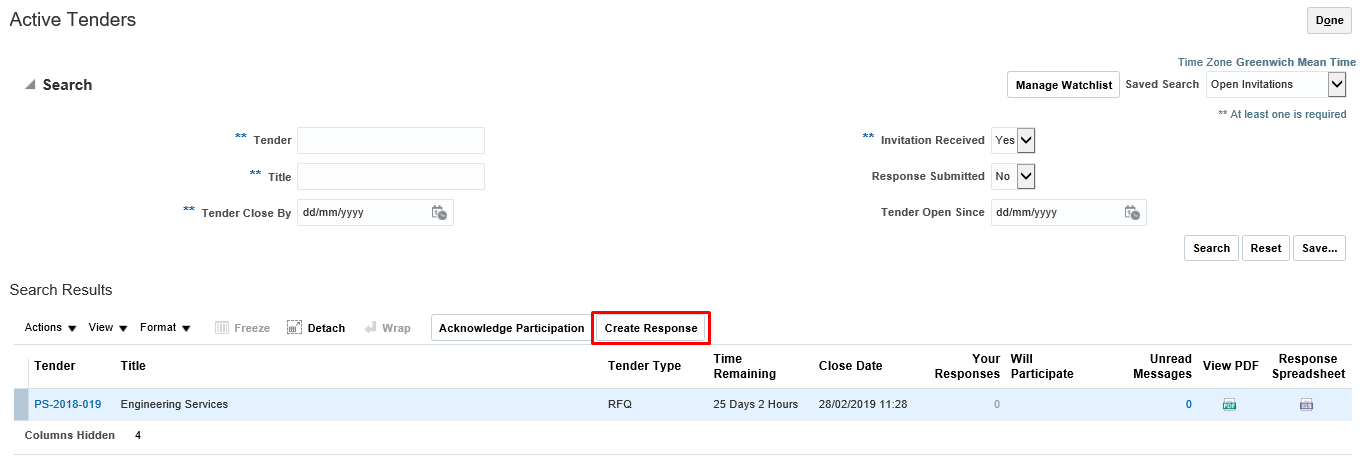 Active Tenders
Done
Time Zone Greenwich Mean Time
Search
Manage Watchlist Saved Search Open Invitations
** At least one is required
** Tender
** Invitation Received Yes
** Title
Response Submitted No
** Tender Close By dd/mm/yyyy
Tender Open Since dd/mm/yyyy
Search Reset Save...
Search Results
Actions View Format Freeze Detach Wrap Acknowledge Participation Create Response
Tender Title Tender Type Time Remaining Close Date Your Responses Will Participate Unread Messages View PDF Response Spreadsheet
PS-2018-019 Engineering Services RFQ 25 Days 2 Hours 28/02/2019 11:28 0 0
Columns Hidden 4